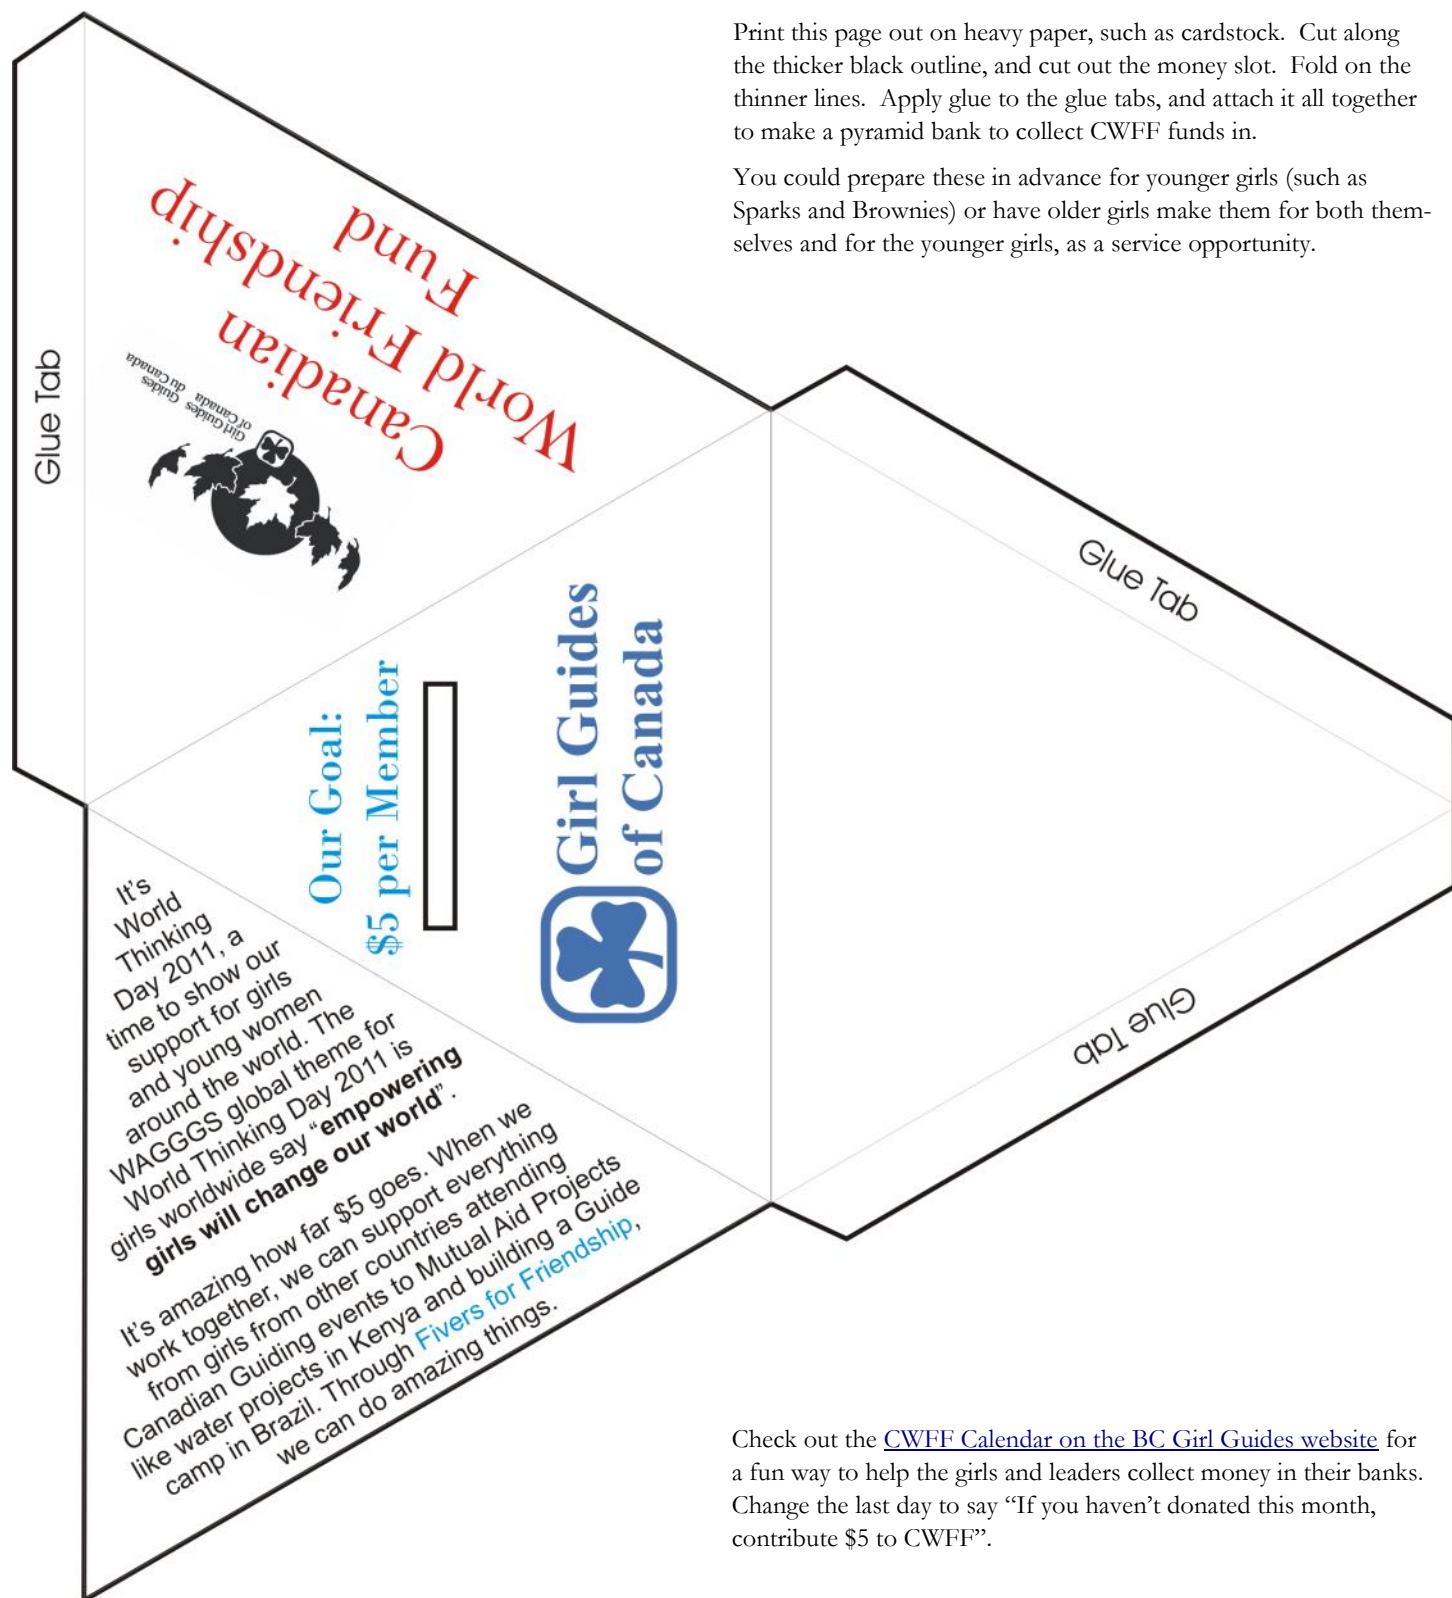 Print this page out on heavy paper, such as cardstock.  Cut along
the thicker black outline, and cut out the money slot.  Fold on the
thinner lines.  Apply glue to the glue tabs, and attach it all together
to make a pyramid bank to collect CWFF funds in.
You could prepare these in advance for younger girls (such as
Sparks and Brownies) or have older girls make them for both them-
selves and for the younger girls, as a service opportunity.
Glue Tab
Canadian
World Friendship
Fund
Girl Guides Guides
of Canada du Canada
Glue Tab
Our Goal:
$5 per Member
Girl Guides
of Canada
Glue Tab
It's
World
Thinking
Day 2011, a
time to show our
support for girls
and young women
around the world. The
WAGGGS global theme for
World Thinking Day 2011 is
girls worldwide say “empowering
girls will change our world”.
It's amazing how far $5 goes. When we
work together, we can support everything
from girls from other countries attending
Canadian Guiding events to Mutual Aid Projects
like water projects in Kenya and building a Guide
camp in Brazil. Through Fivers for Friendship,
we can do amazing things.
Check out the CWFF Calendar on the BC Girl Guides website for
a fun way to help the girls and leaders collect money in their banks.
Change the last day to say “If you haven’t donated this month,
contribute $5 to CWFF”.